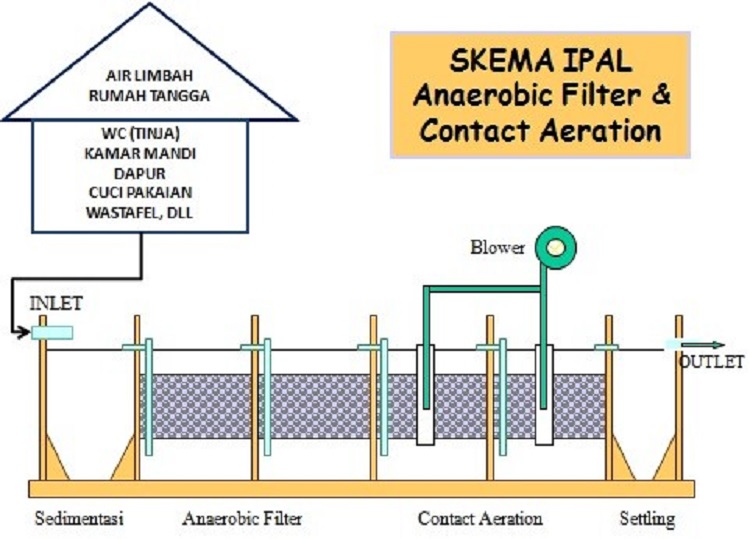 AIR LIMBAH
RUMAH TANGGA
WC (TINJA)
KAMAR MANDI
DAPUR
CUCI PAKAIAN
WASTAFEL, DLL
SKEMA IPAL
Anaerobic Filter &
Contact Aeration
Blower
INLET
OUTLET
Sedimentasi
Anaerobic Filter
Contact Aeration
Settling